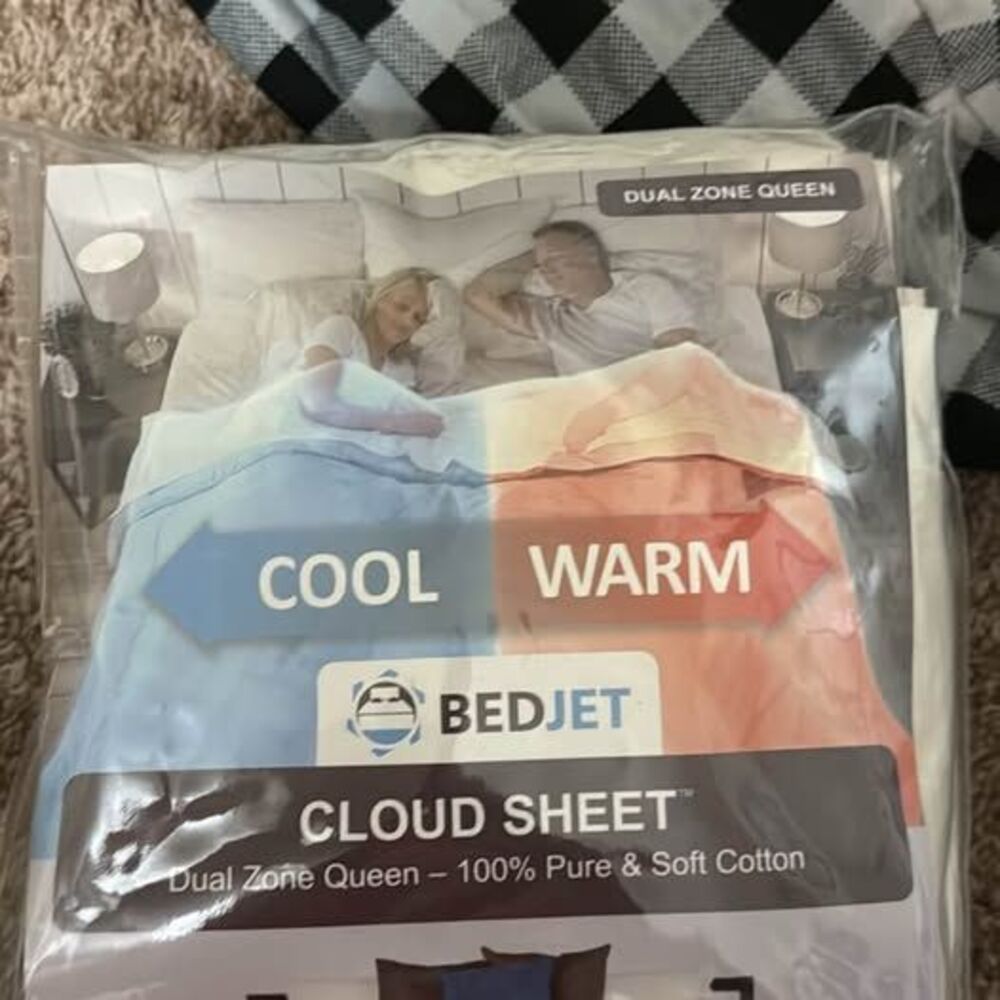 DUAL ZONE QUEEN
COOL WARM
BEDJET
CLOUD SHEET™
Dual Zone Queen – 100% Pure & Soft Cotton